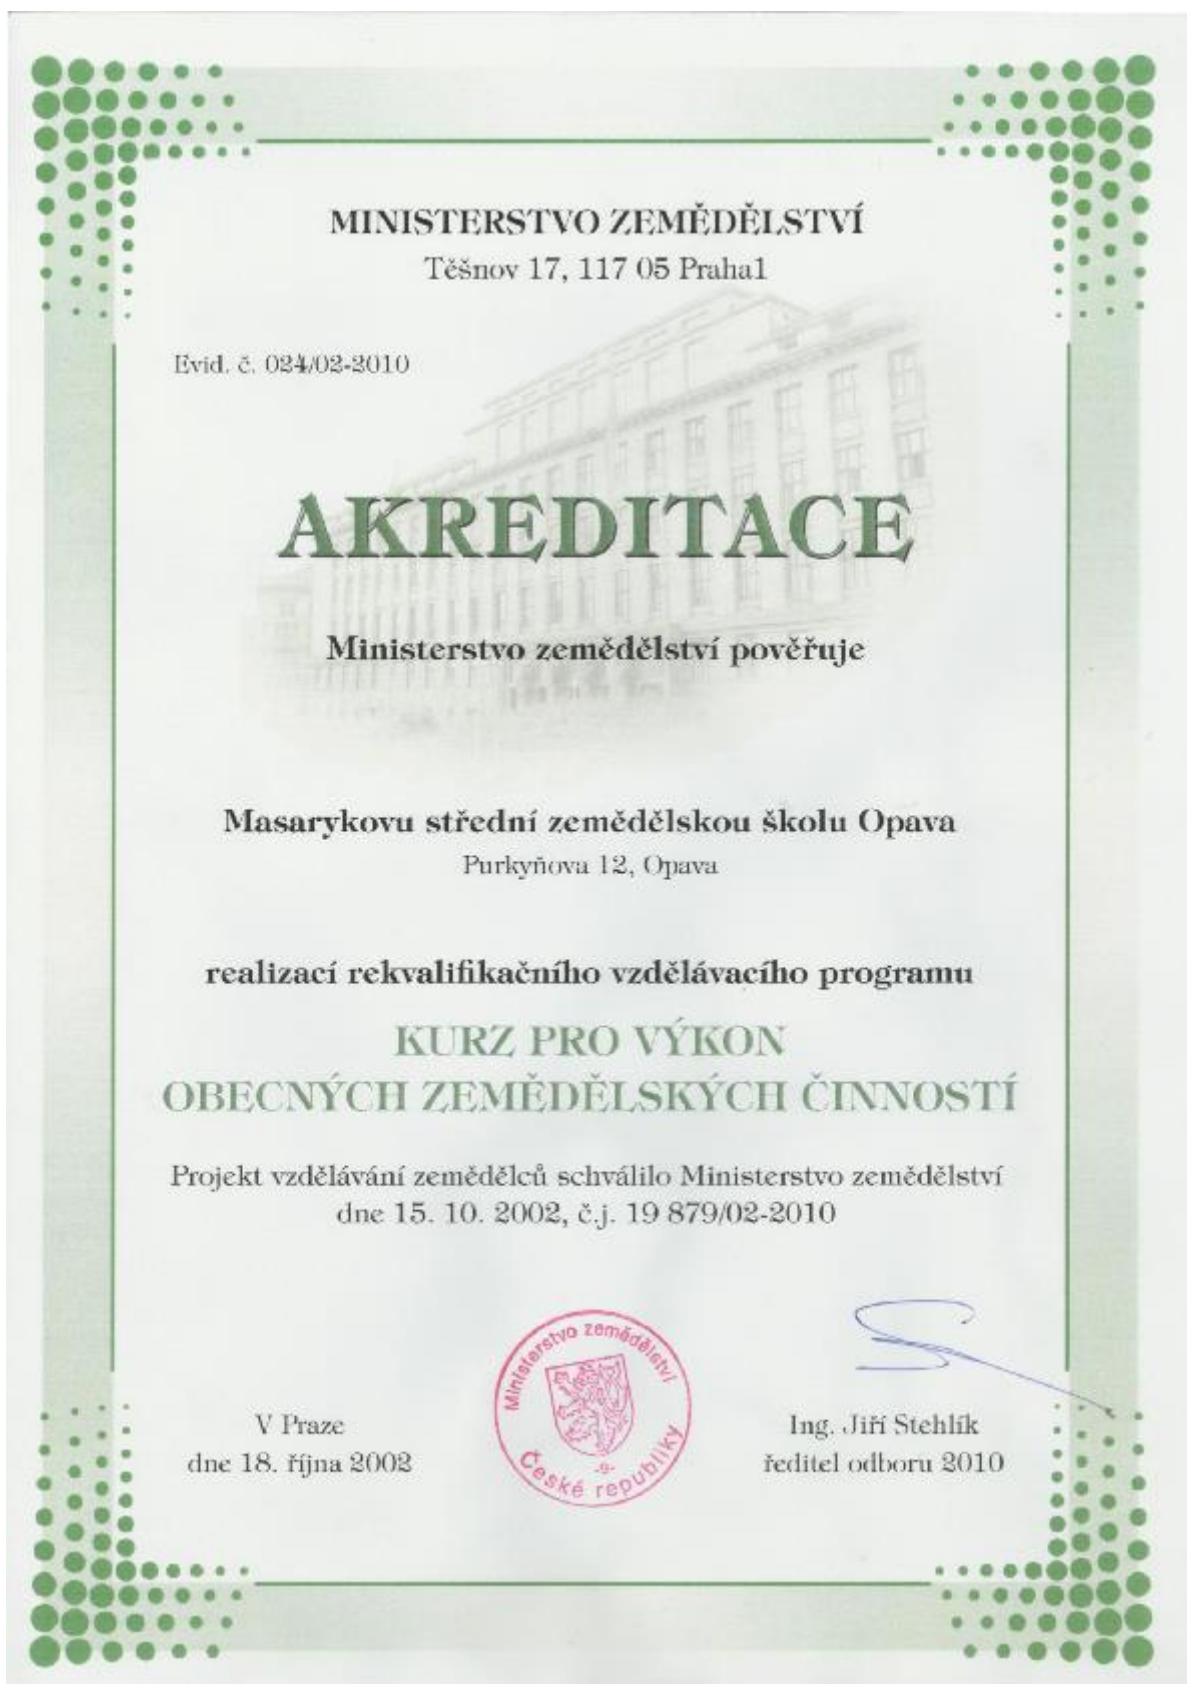 MINISTERSTVO ZEMĚDĚLSTVÍ
Těšnov 17, 117 05 Praha1
Evid. č. 024/02-2010
AKREDITACE
Ministerstvo zemědělství pověřuje
Masarykovu střední zemědělskou školu Opava
Purkyňova 12, Opava
realizací rekvalifikačního vzdělávacího programu
KURZ PRO VÝKON
OBECNÝCH ZEMĚDĚLSKÝCH ČINNOSTÍ
Projekt vzdělávání zemědělců schválilo Ministerstvo zemědělství
dne 15. 10. 2002, č.j. 19 879/02-2010
Ministerstvo zemědělství
České republiky
-9-
V Praze
dne 18. října 2002
Ing. Jiří Stehlík
ředitel odboru 2010